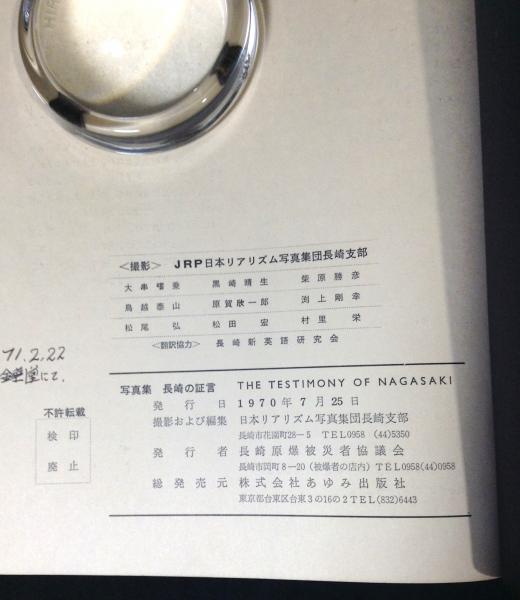 HIR
<撮影> JRP日本リアリズム写真集団長崎支部
大串嗜乗 黒崎晴生 柴原勝彦
鳥越泰山 原賀欣一郎 渕上剛幸
松尾弘 松田宏 村里栄
<翻訳協力> 長崎新英語研究会
71.2.22
にて.
写真集 長崎の証言 THE TESTIMONY OF NAGASAKI
発行日 1970年7月25日
撮影および編集 日本リアリズム写真集団長崎支部
長崎市花園町28-5 TEL0958 (44)5350
発行者 長崎原爆被災者協議会
長崎市岡町8-20 (被爆者の店内) TEL0958(44)0958
総発売元 株式会社あゆみ出版社
東京都台東区台東3の16の2 TEL(832)6443
不許転載
検印
廃止